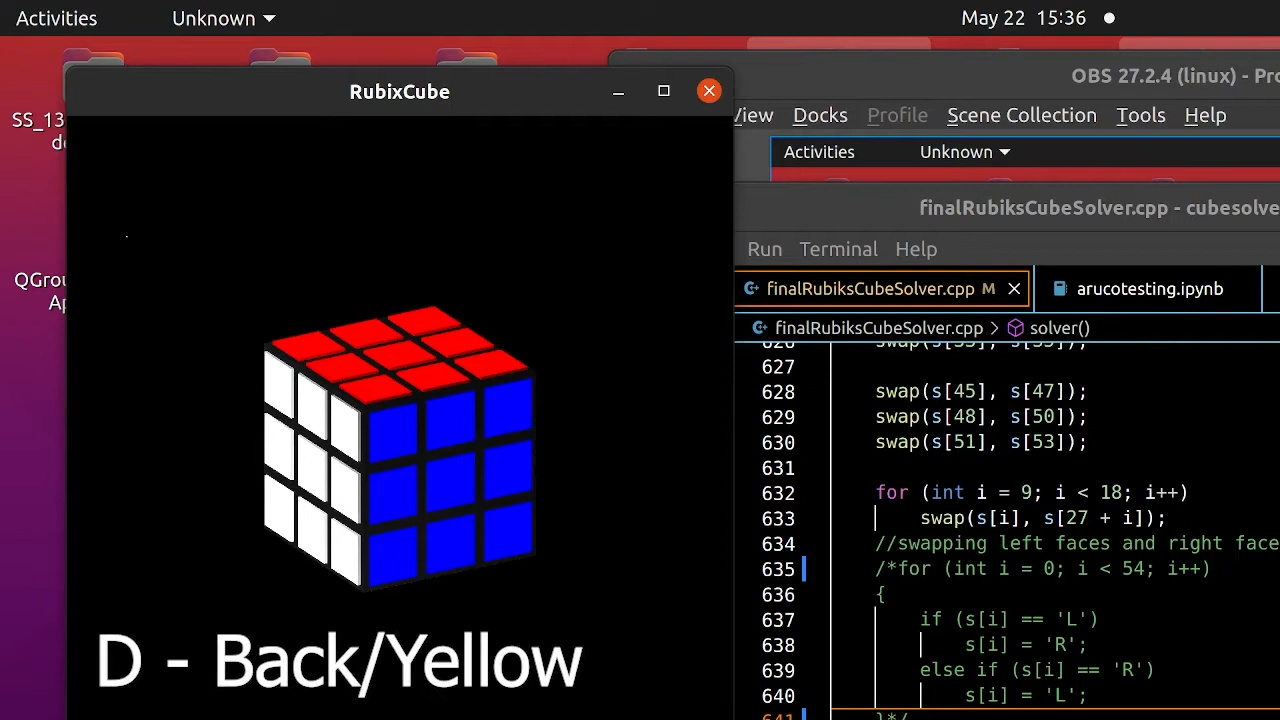 Activities
Unknown
May 22 15:36
RubixCube
SS_13
QGrou
Ap
D - Back/Yellow
OBS 27.2.4 (linux) - Pro
View Docks Profile Scene Collection Tools Help
Activities
Unknown
finalRubiksCubeSolver.cpp - cubesolve
Run Terminal Help
finalRubiksCubeSolver.cpp M
arucotesting.ipynb
finalRubiksCubeSolver.cpp > solver()
627
628 swap(s[45], s[47]);
629 swap(s[48], s[50]);
630 swap(s[51], s[53]);
631
632 for (int i = 9; i < 18; i++)
633 swap(s[i], s[27 + i]);
634 //swapping left faces and right face
635 /*for (int i = 0; i < 54; i++)
636 {
637 if (s[i] == 'L')
638 s[i] = 'R';
639 else if (s[i] == 'R')
640 s[i] = 'L';
641 }*/